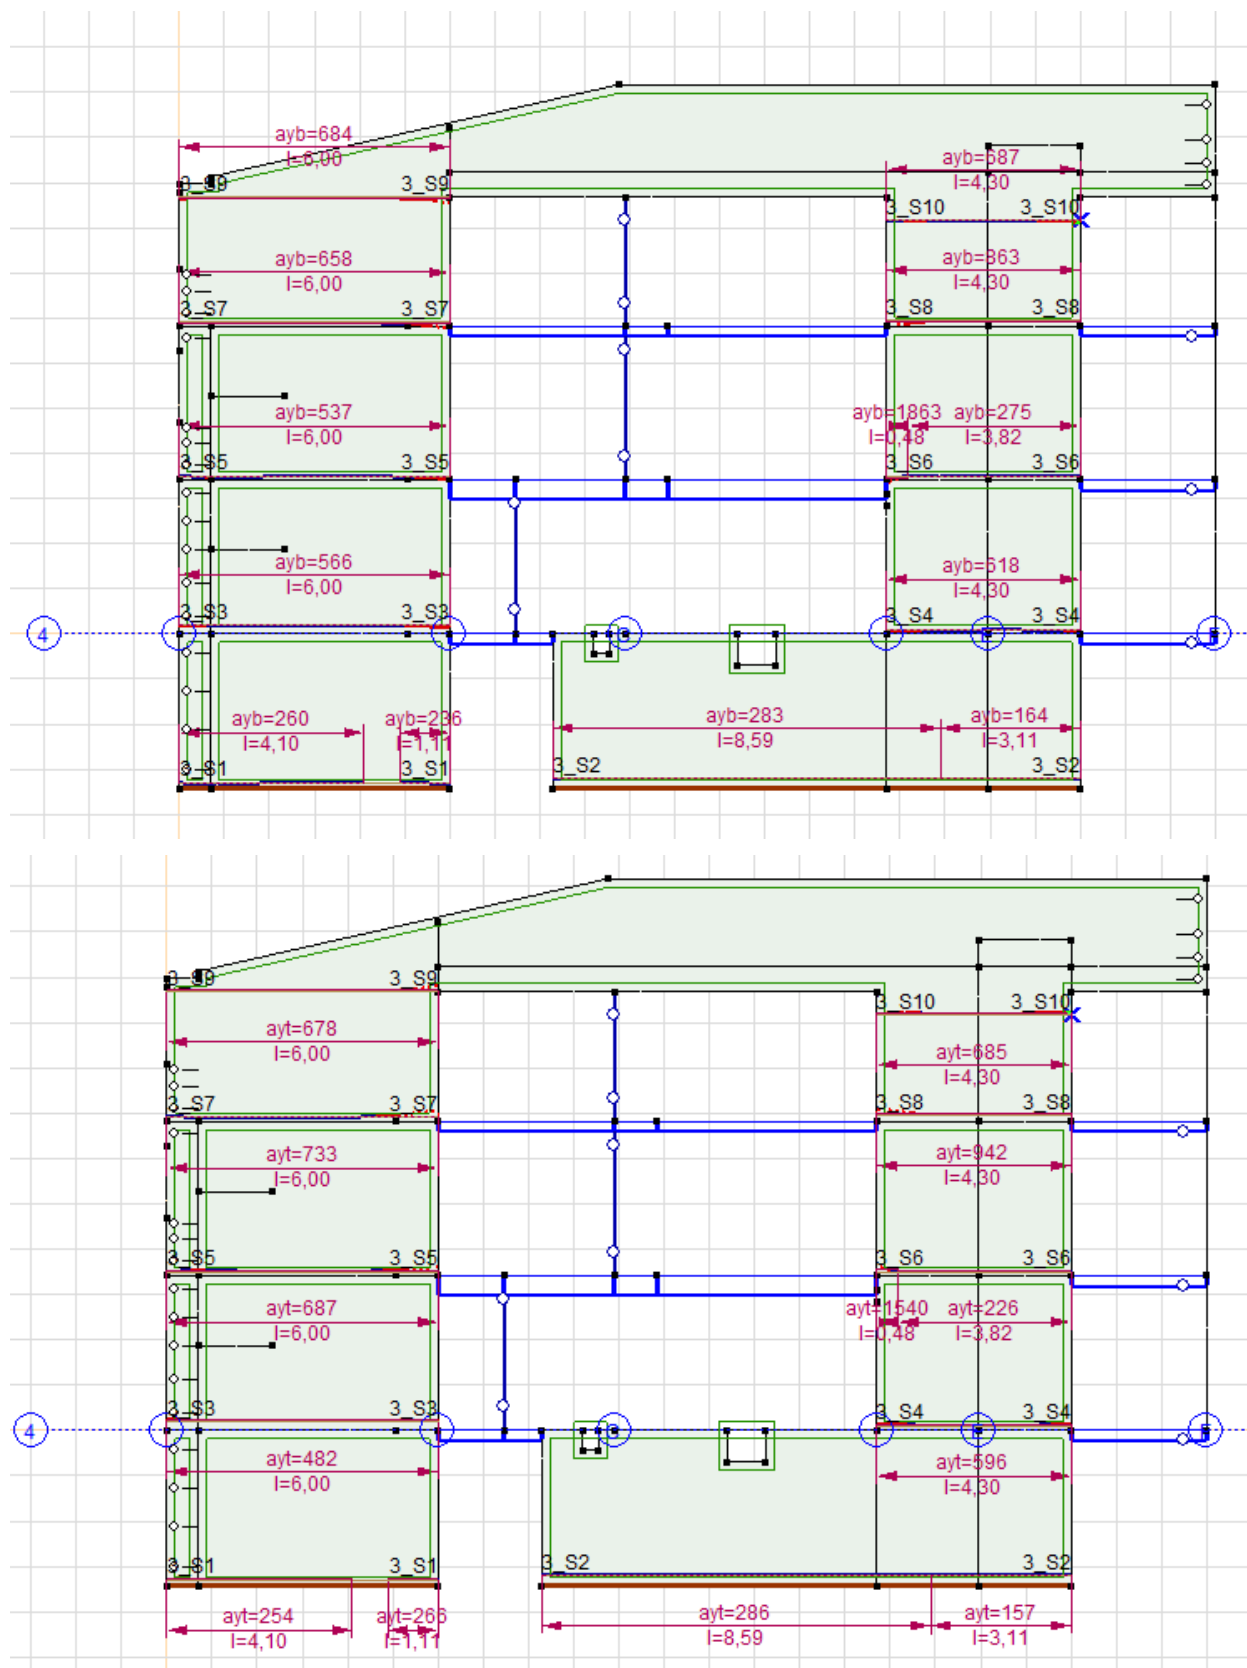 ayb=684
l=6,00
ayb=687
l=4,30
3_S9
3_S9
3_S10
3_S10
ayb=658
l=6,00
ayb=863
l=4,30
3_S7
3_S7
3_S8
3_S8
ayb=537
l=6,00
ayb=1863
l=0,48
ayb=275
l=3,82
3_S5
3_S5
3_S6
3_S6
ayb=566
l=6,00
ayb=618
l=4,30
3_S3
3_S3
3_S4
3_S4
4
ayb=260
l=4,10
ayb=236
l=1,11
ayb=283
l=8,59
ayb=164
l=3,11
3_S1
3_S1
3_S2
3_S2
3_S9
3_S9
3_S10
3_S10
ayt=678
l=6,00
ayt=685
l=4,30
3_S7
3_S7
3_S8
3_S8
ayt=733
l=6,00
ayt=942
l=4,30
3_S5
3_S5
3_S6
3_S6
ayt=687
l=6,00
ayt=1540
l=0,48
ayt=226
l=3,82
3_S3
3_S3
3_S4
3_S4
4
ayt=482
l=6,00
ayt=596
l=4,30
3_S1
3_S1
3_S2
3_S2
ayt=254
l=4,10
ayt=266
l=1,11
ayt=286
l=8,59
ayt=157
l=3,11